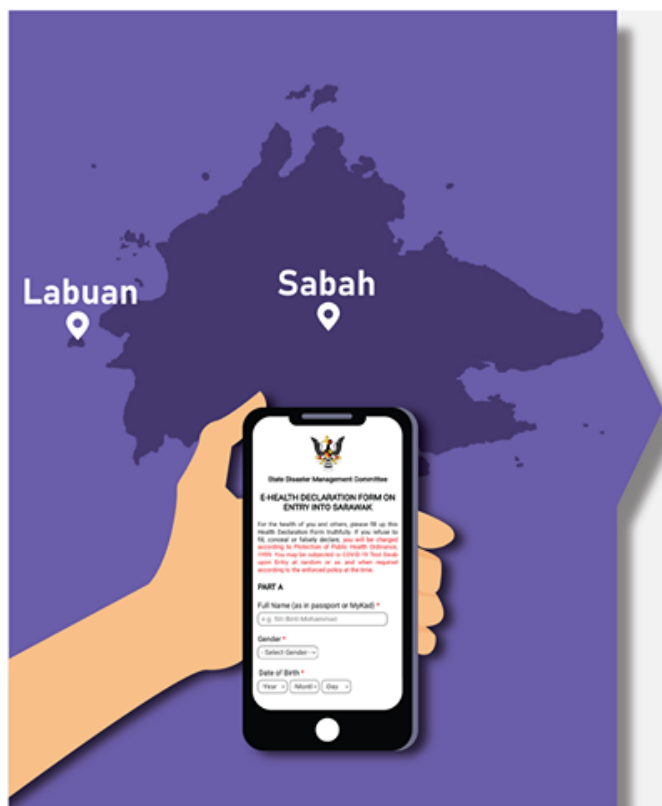 Labuan
Sabah
State Disaster Management Committee
E-HEALTH DECLARATION FORM ON
ENTRY INTO SARAWAK
For the health of you and others, please fill up this
Health Declaration Form truthfully. If you refuse to
fill, conceal or falsely declare, you will be charged
according to Protection of Public Health Ordinance,
1999. You may be subjected to COVID-19 Test Swab
upon Entry at random or as and when required
according to the enforced policy at the time.
PART A
Full Name (as in passport or MyKad) *
e.g. Siti Binti Mohammad
Gender *
- Select Gender -
Date of Birth *
-Year -Month Day